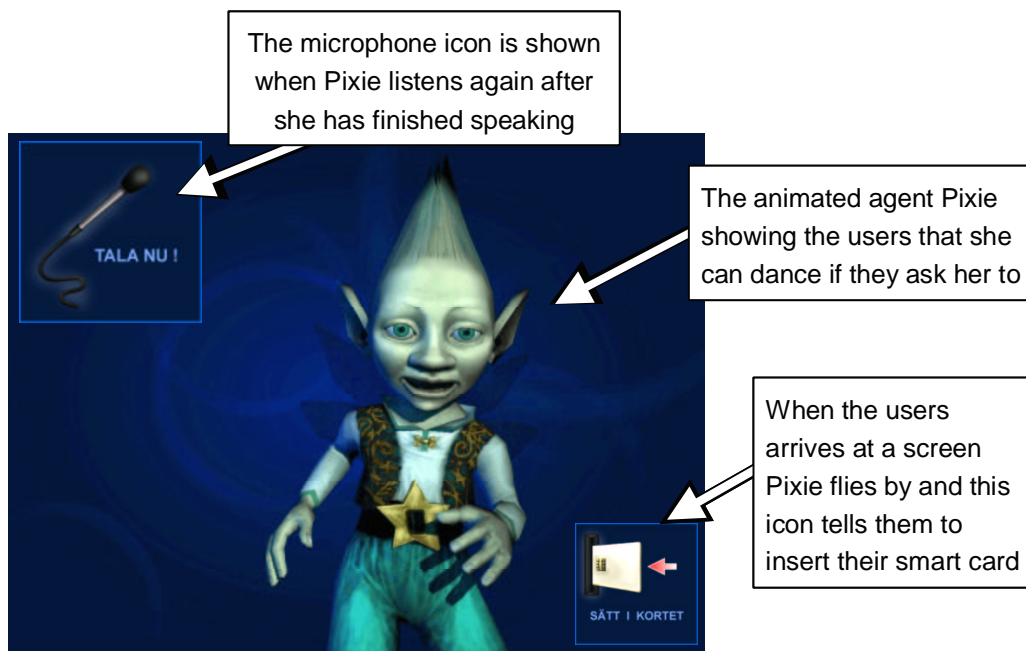 The microphone icon is shown
when Pixie listens again after
she has finished speaking
TALA NU !
The animated agent Pixie
showing the users that she
can dance if they ask her to
When the users
arrives at a screen
Pixie flies by and this
icon tells them to
insert their smart card
SÄTT I KORTET